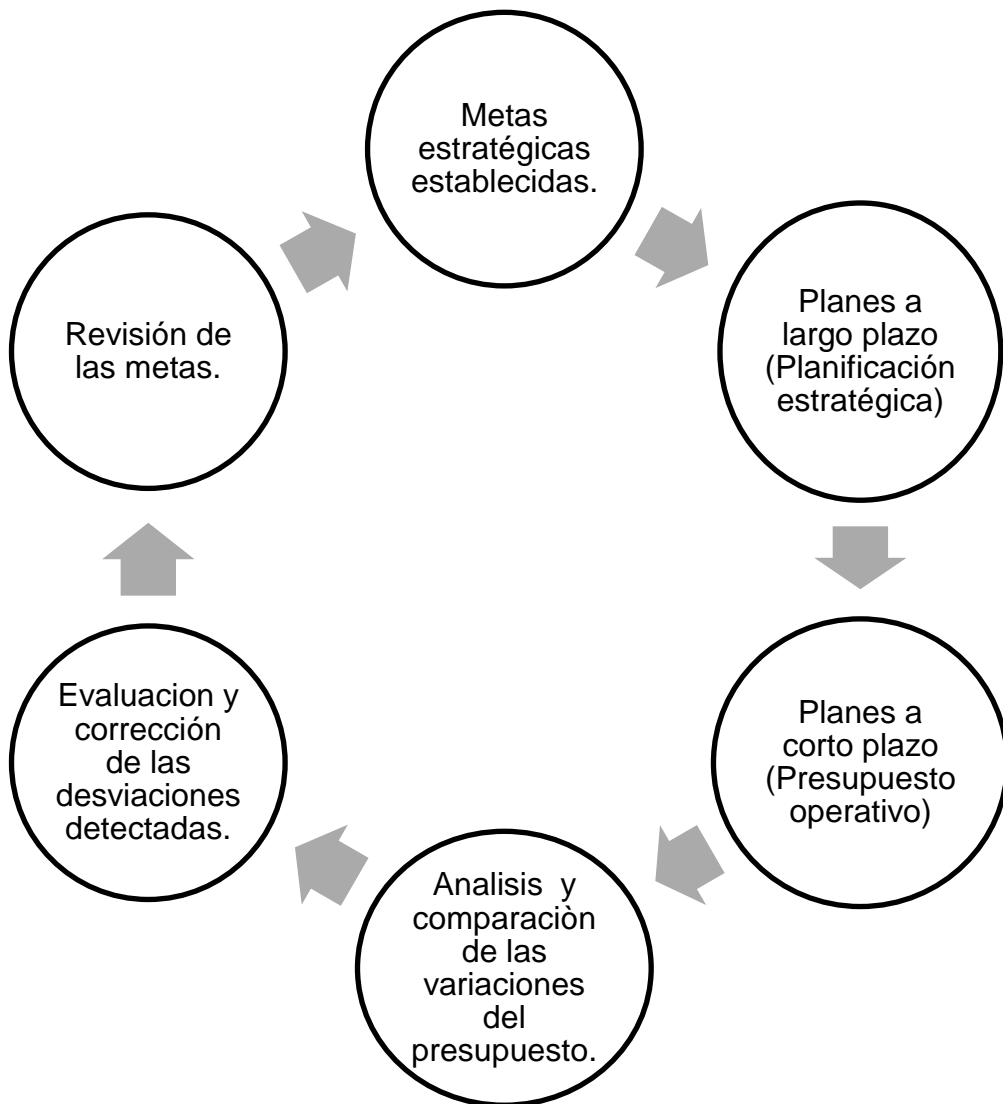 Metas
estratégicas
establecidas.
Planes a
largo plazo
(Planificación
estratégica)
Planes a
corto plazo
(Presupuesto
operativo)
Analisis  y
comparaciòn
de las
variaciones
del
presupuesto.
Evaluacion y
corrección
de las
desviaciones
detectadas.
Revisión de
las metas.